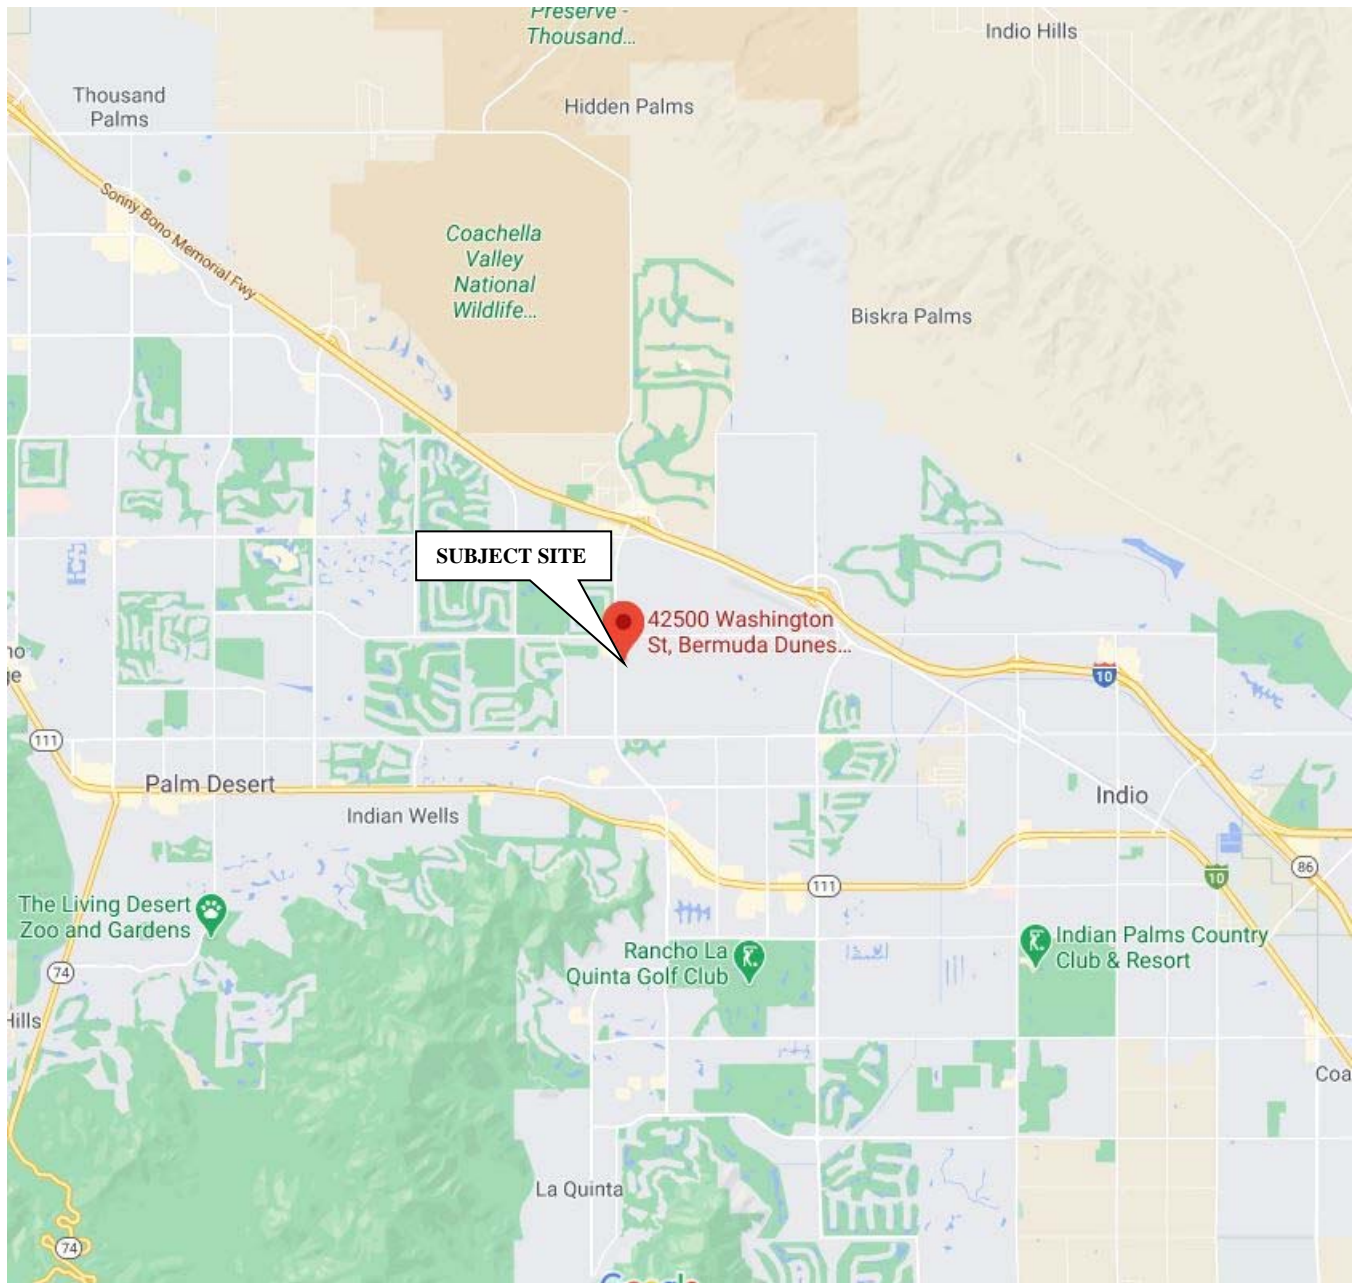 Preserve -
Thousand...
Indio Hills
Thousand
Palms
Hidden Palms
Sonny Bono Memorial Fwy
Coachella
Valley
National
Wildlife...
Biskra Palms
SUBJECT SITE
42500 Washington
St, Bermuda Dunes...
10
111
Palm Desert
Indio
Indian Wells
86
10
111
The Living Desert
Zoo and Gardens
Rancho La
Quinta Golf Club
Indian Palms Country
Club & Resort
74
Hills
Coa
La Quinta
74
Google